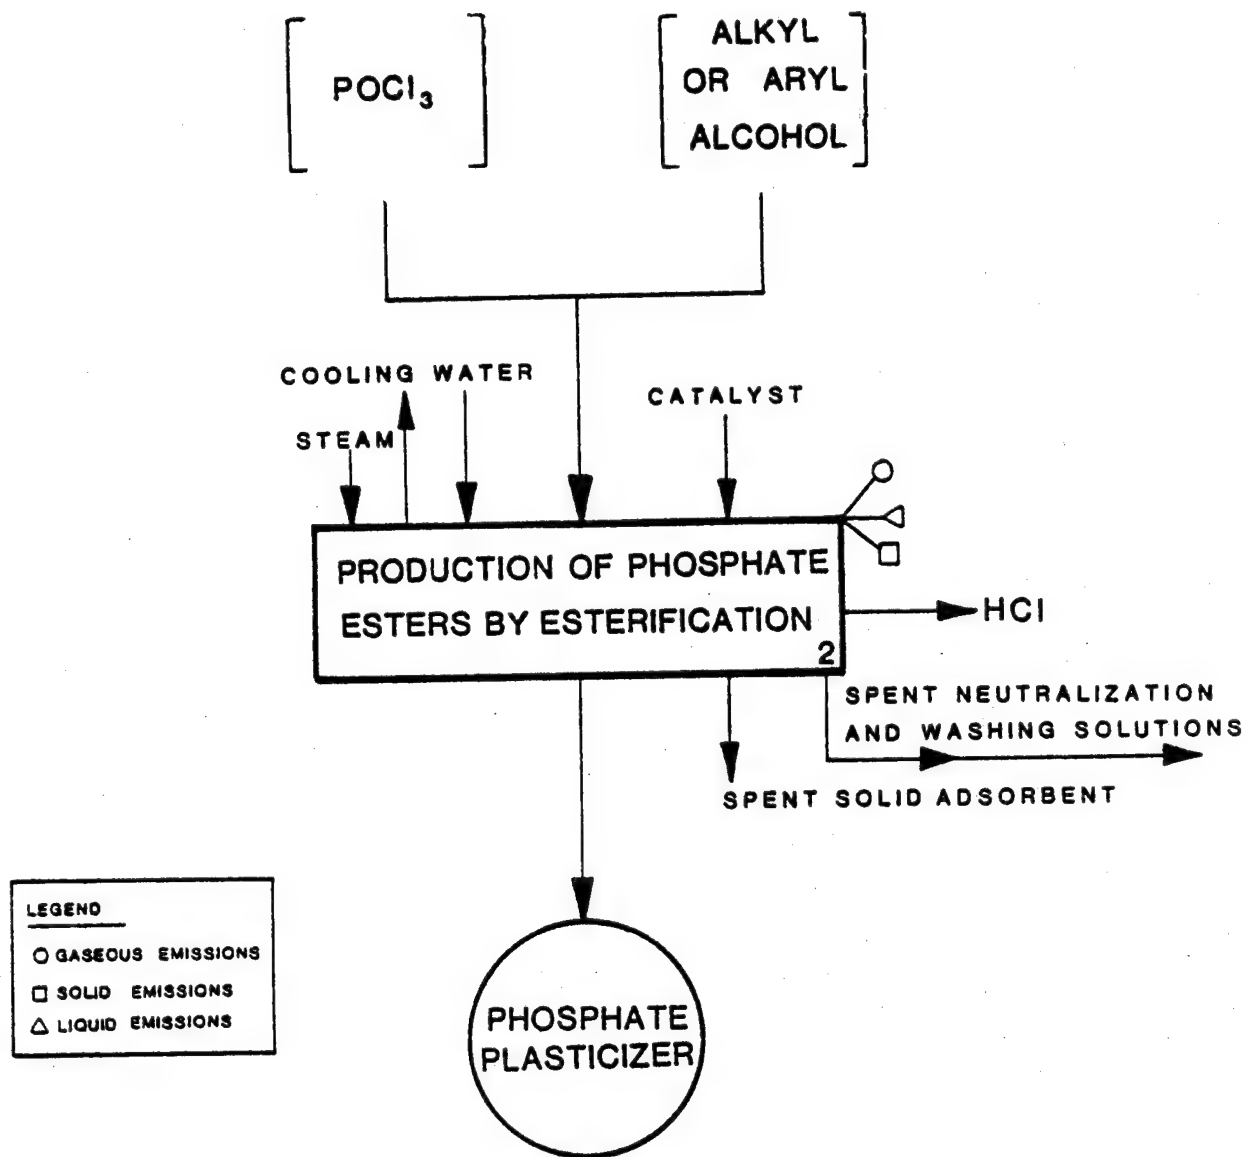 POCl₃
ALKYL
OR ARYL
ALCOHOL
COOLING WATER
CATALYST
STEAM
PRODUCTION OF PHOSPHATE
ESTERS BY ESTERIFICATION
2
HCl
SPENT NEUTRALIZATION
AND WASHING SOLUTIONS
SPENT SOLID ADSORBENT
LEGEND
GASEOUS EMISSIONS
SOLID EMISSIONS
LIQUID EMISSIONS
PHOSPHATE
PLASTICIZER